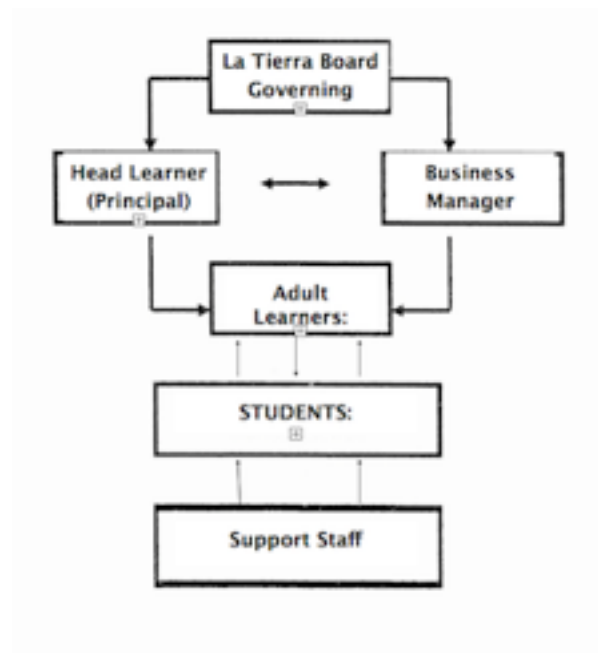 La Tierra Board
Governing
Head Learner
(Principal)
Business
Manager
Adult
Learners:
STUDENTS:
Support Staff